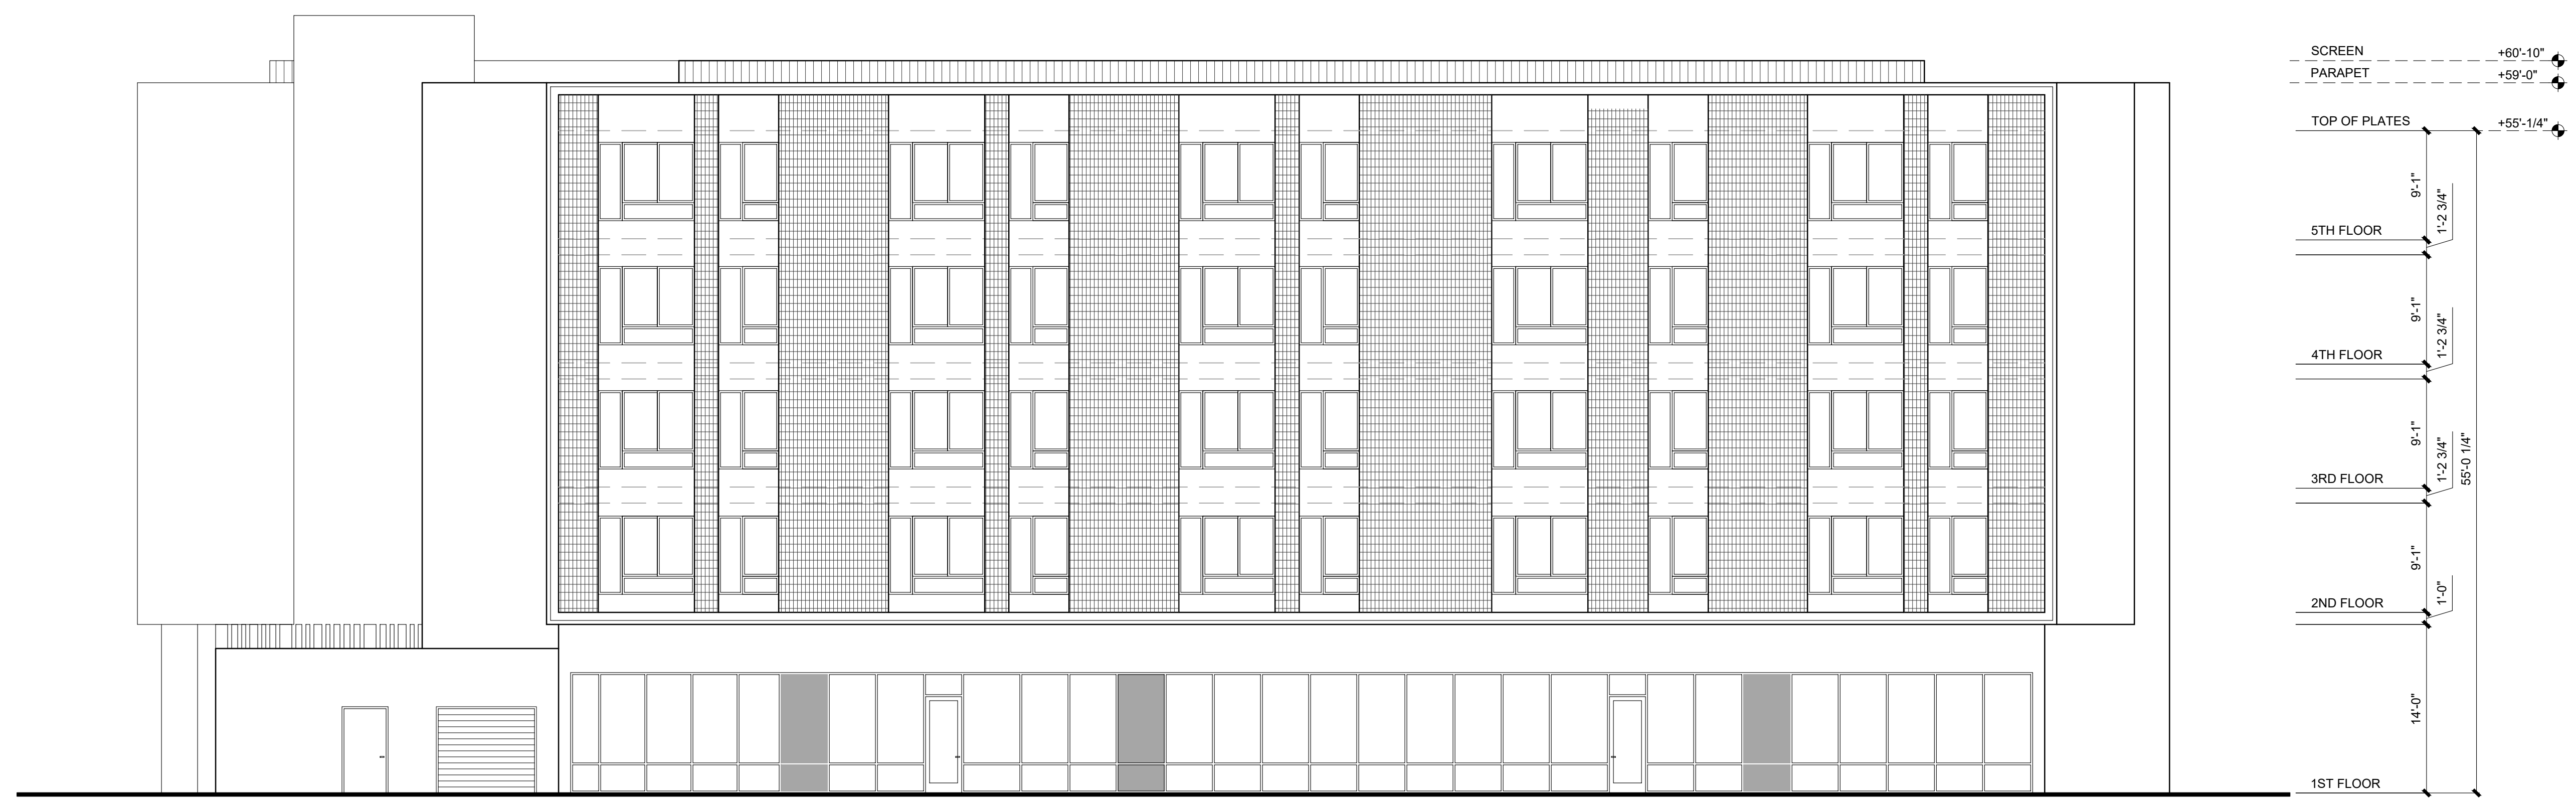 SCREEN +60'-10"
PARAPET +59'-0"
TOP OF PLATES +55'-1/4"
9'-1"
1'-2 3/4"
5TH FLOOR
9'-1"
1'-2 3/4"
4TH FLOOR
9'-1"
1'-2 3/4"
55'-0 1/4"
3RD FLOOR
9'-1"
1'-0"
2ND FLOOR
14'-0"
1ST FLOOR